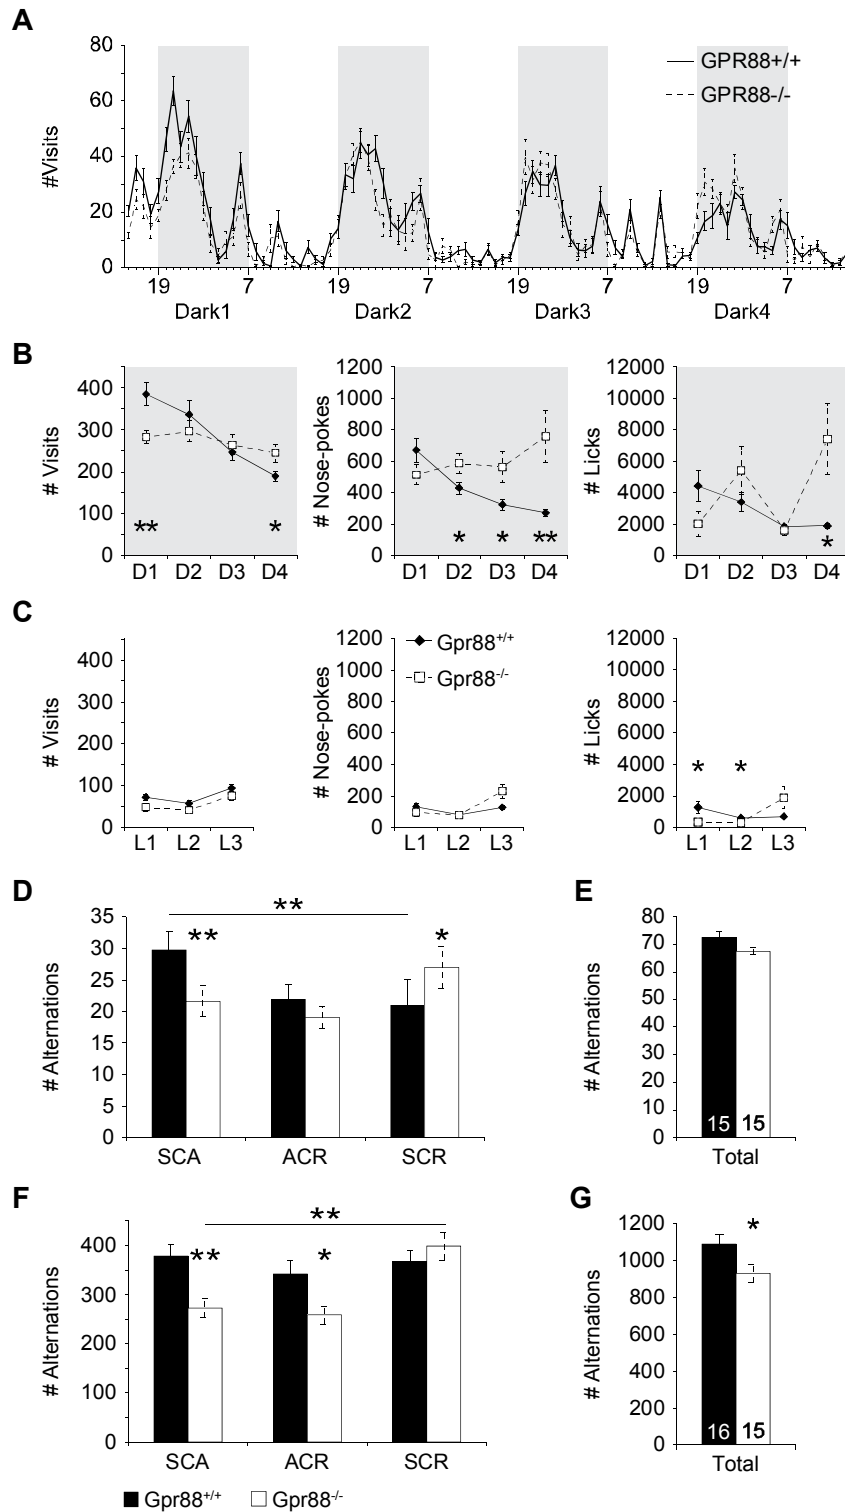 A
80
60
40
20
0
#Visits
GPR88+/+
GPR88-/-
19 7 19 7 19 7 19 7
Dark1 Dark2 Dark3 Dark4
B
# Visits
400
300
200
100
0
** *
D1 D2 D3 D4
# Nose-pokes
1200
1000
800
600
400
200
0
* * **
D1 D2 D3 D4
# Licks
12000
10000
8000
6000
4000
2000
0
*
D1 D2 D3 D4
C
# Visits
400
300
200
100
0
L1 L2 L3
# Nose-pokes
1200
1000
800
600
400
200
0
Gpr88+/+
Gpr88-/-
L1 L2 L3
# Licks
12000
10000
8000
6000
4000
2000
0
* *
L1 L2 L3
D
# Alternations
35
30
25
20
15
10
5
0
**
** *
SCA ACR SCR
E
# Alternations
80
70
60
50
40
30
20
10
0
15 15
Total
F
# Alternations
400
300
200
100
0
**
** *
SCA ACR SCR
Gpr88+/+ Gpr88-/-
G
# Alternations
1200
1000
800
600
400
200
0
*
16 15
Total